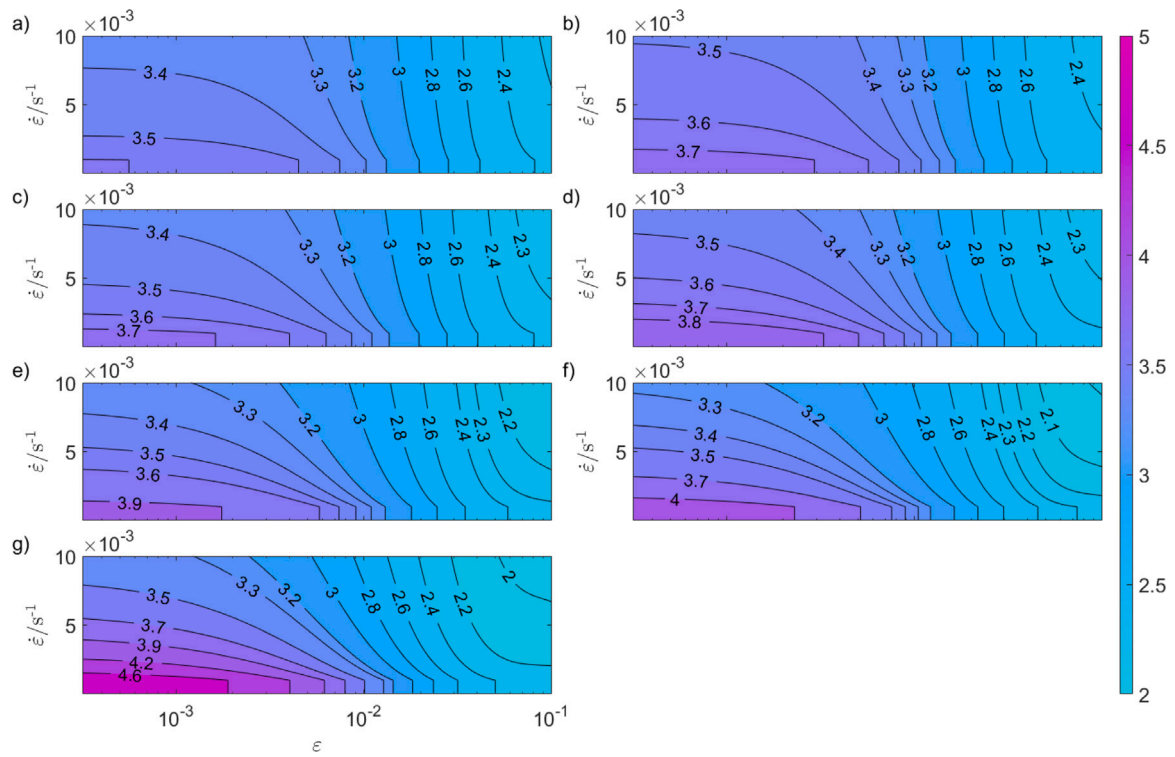 a) ×10⁻³ b) ×10⁻³
10 10 5
ε̇/s⁻¹ 5 3.4 3.5 3.3 3.2 3 2.8 2.6 2.4
ε̇/s⁻¹ 5 3.5 3.6 3.7 3.4 3.3 3.2 3 2.8 2.6 2.4
4.5
c) ×10⁻³ d) ×10⁻³
10 10 4
ε̇/s⁻¹ 5 3.4 3.5 3.6 3.7 3.3 3.2 3 2.8 2.6 2.4 2.3
ε̇/s⁻¹ 5 3.5 3.6 3.7 3.8 3.4 3.3 3.2 3 2.8 2.6 2.4 2.3
3.5
e) ×10⁻³ f) ×10⁻³
10 10
ε̇/s⁻¹ 5 3.4 3.5 3.6 3.9 3.3 3.2 3 2.8 2.6 2.4 2.3 2.2
ε̇/s⁻¹ 5 3.3 3.4 3.5 3.7 4 3.2 3 2.8 2.6 2.4 2.3 2.2 2.1
3
g) ×10⁻³
10
ε̇/s⁻¹ 5 3.5 3.7 3.9 4.2 4.6 3.3 3.2 3 2.8 2.6 2.4 2.2 2
2.5
2
10⁻³ 10⁻² 10⁻¹
ε